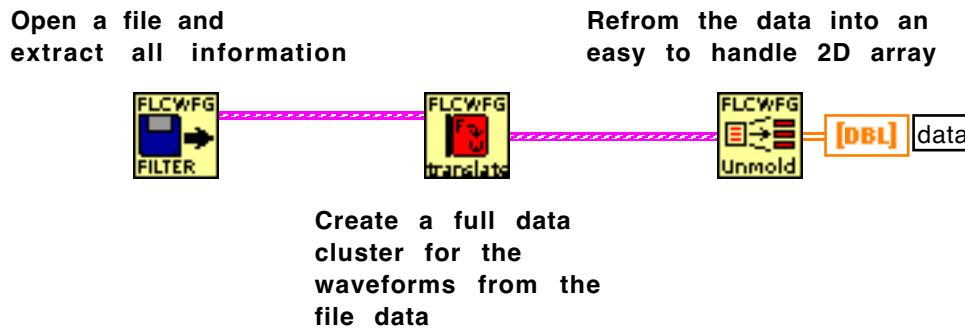 Open a file and
extract all information
Refrom the data into an
easy to handle 2D array
FLCWFG
FILTER
FLCWFG
translate
FLCWFG
Unmold
[DBL]
data
Create a full data
cluster for the
waveforms from the
file data